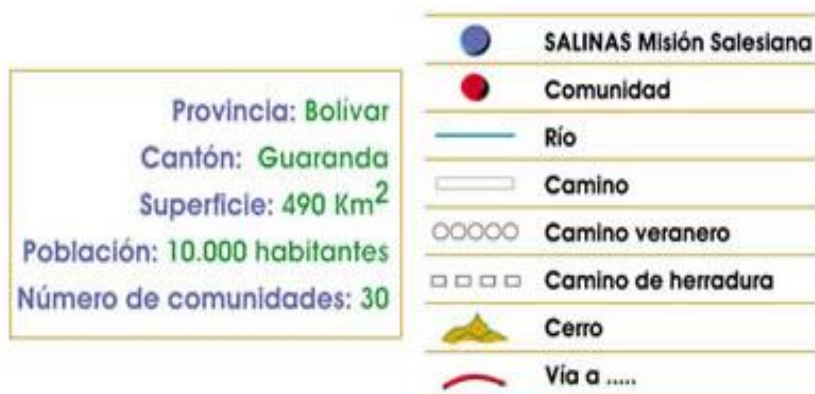 Provincia: Bolívar
Cantón: Guaranda
Superficie: 490 Km²
Población: 10.000 habitantes
Número de comunidades: 30
SALINAS Misión Salesiana
Comunidad
Río
Camino
Camino veranero
Camino de herradura
Cerro
Vía a .....